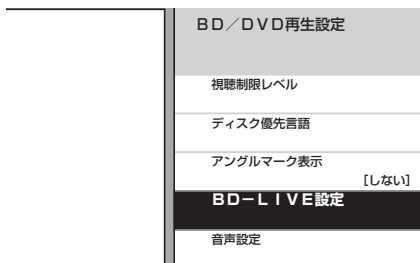 BD／DVD再生設定
視聴制限レベル
ディスク優先言語
アングルマーク表示
[しない]
BD－LIVE設定
音声設定